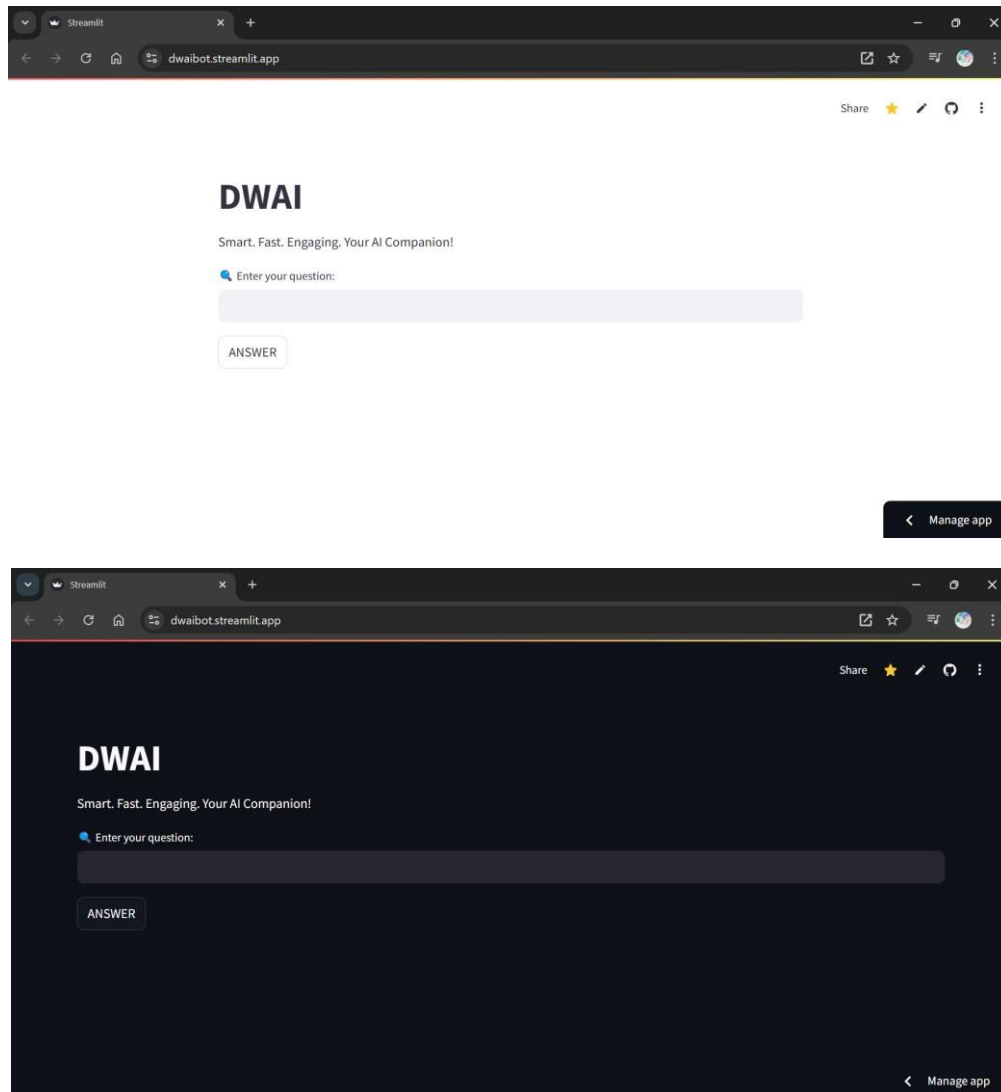 Streamlit
dwaibot.streamlit.app
Share
DWAI
Smart. Fast. Engaging. Your AI Companion!
Enter your question:
ANSWER
Manage app
Streamlit
dwaibot.streamlit.app
Share
DWAI
Smart. Fast. Engaging. Your AI Companion!
Enter your question:
ANSWER
Manage app